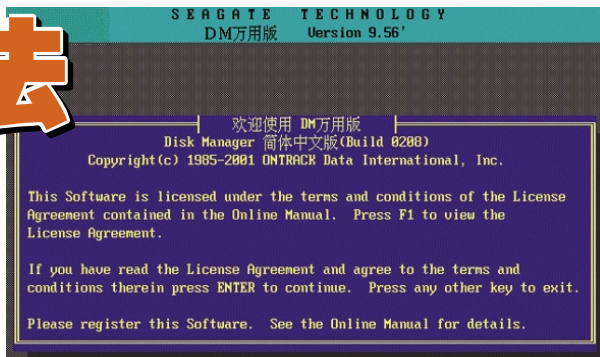 SEAGATE TECHNOLOGY
DM万用版 Version 9.56'
去
欢迎使用 DM万用版
Disk Manager 简体中文版(Build 0208)
Copyright(c) 1985-2001 ONTRACK Data International, Inc.
This Software is licensed under the terms and conditions of the License
Agreement contained in the Online Manual. Press F1 to view the
License Agreement.
If you have read the License Agreement and agree to the terms and
conditions therein press ENTER to continue. Press any other key to exit.
Please register this Software. See the Online Manual for details.